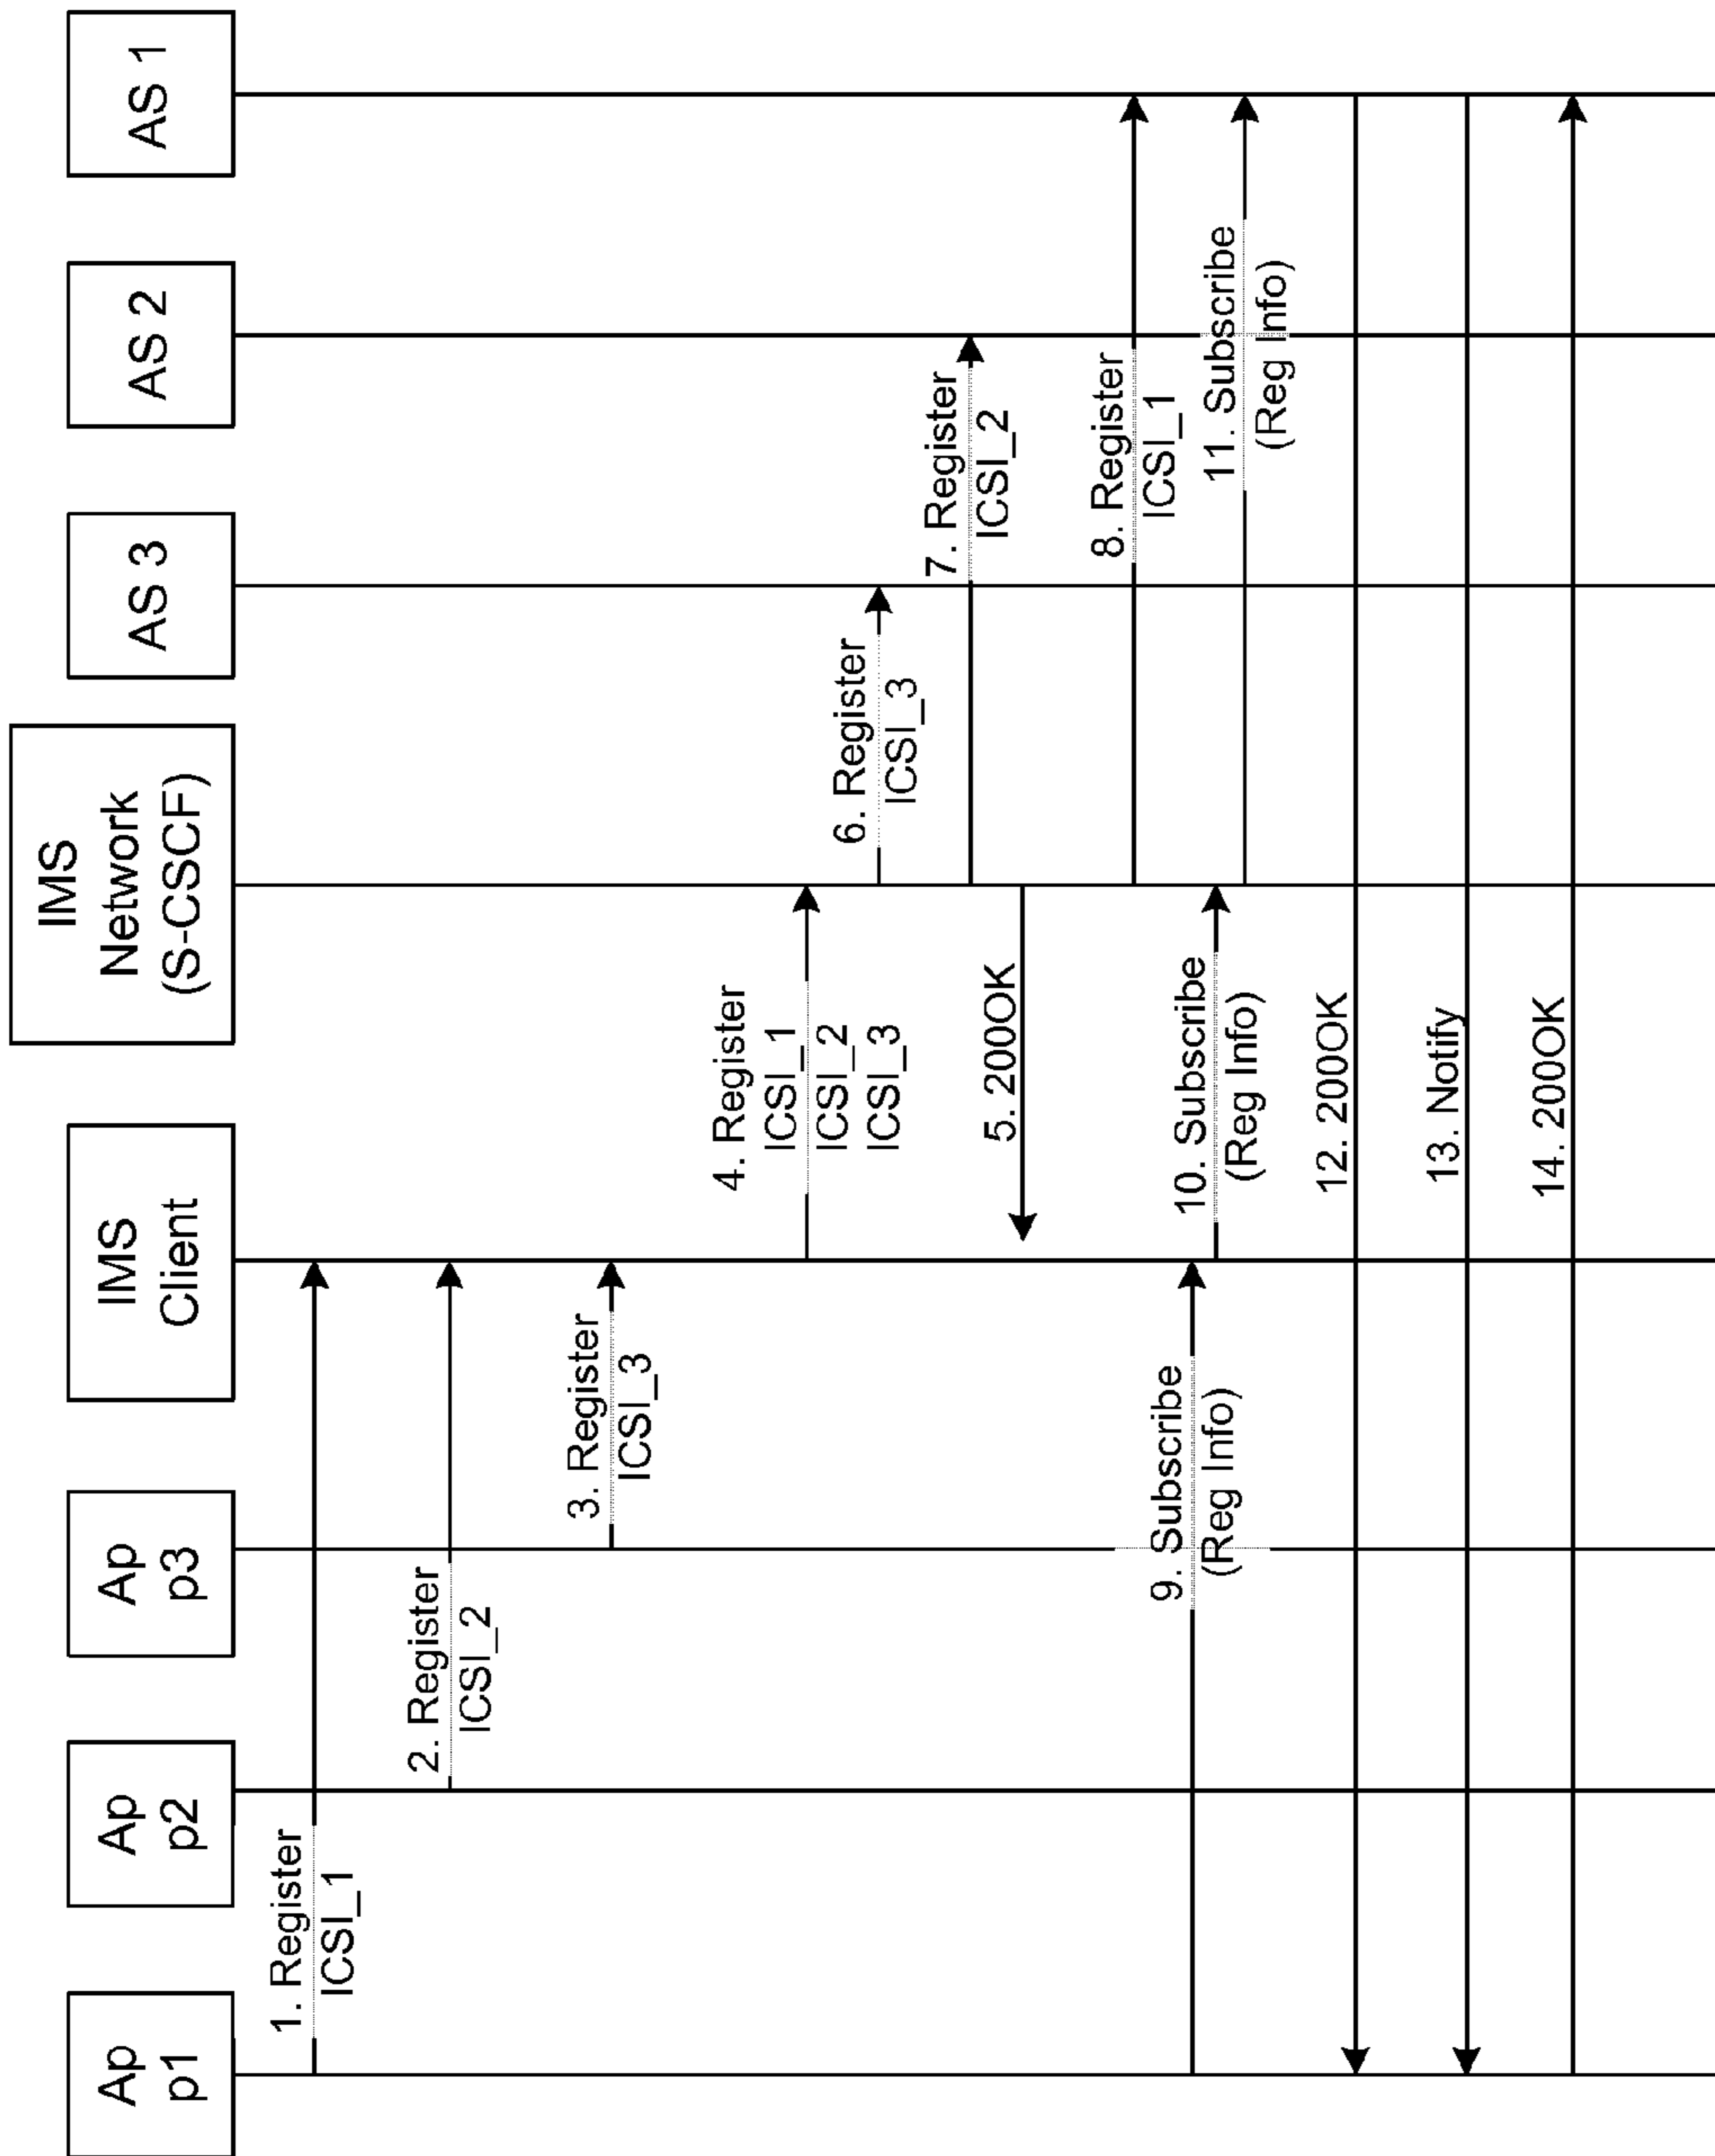 Ap
p1
Ap
p2
Ap
p3
IMS
Client
IMS
Network
(S-CSCF)
AS 3
AS 2
AS 1
1. Register
ICSI_1
2. Register
ICSI_2
3. Register
ICSI_3
4. Register
ICSI_1
ICSI_2
ICSI_3
6. Register
ICSI_3
7. Register
ICSI_2
5. 200OK
8. Register
ICSI_1
9. Subscribe
(Reg Info)
10. Subscribe
(Reg Info)
11. Subscribe
(Reg Info)
12. 200OK
13. Notify
14. 200OK